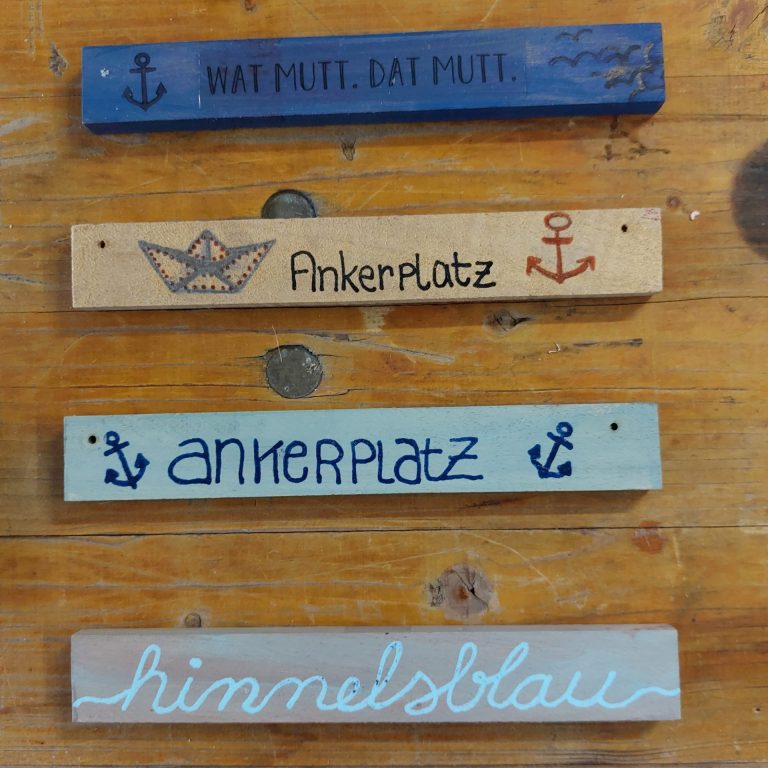 WAT MUTT. DAT MUTT.
Ankerplatz
ankerplatz
hinnelsblau